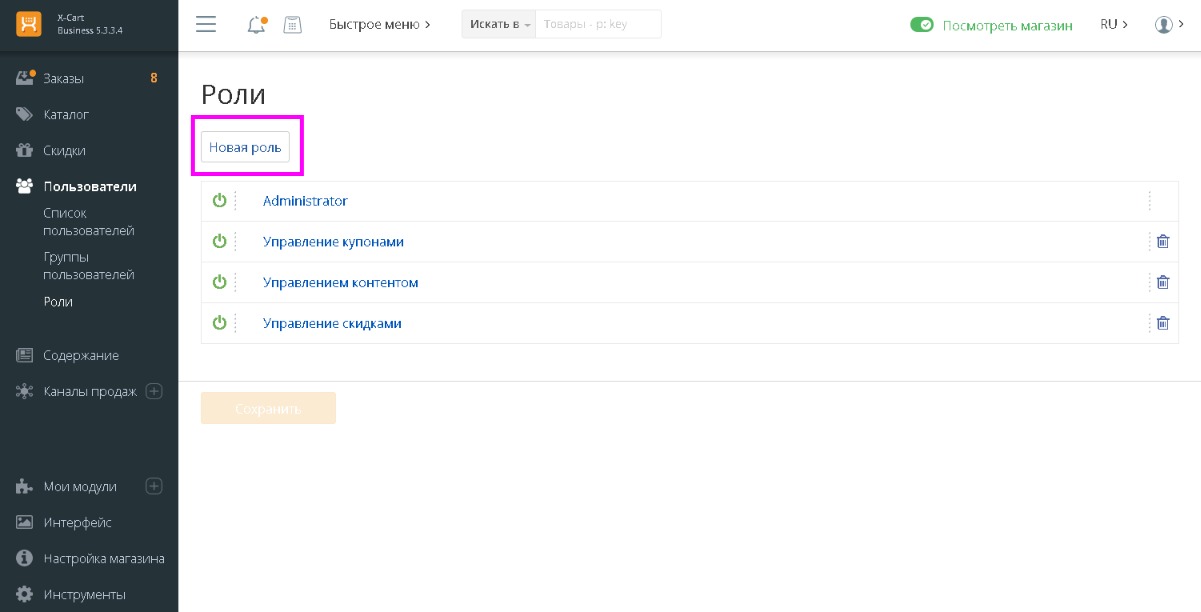 X-Cart
Business 5.3.3.4
Быстрое меню
Искать в
Товары - p: key
Посмотреть магазин
RU
Заказы 8
Каталог
Скидки
Пользователи
Список
пользователей
Группы
пользователей
Роли
Содержание
Каналы продаж
Мои модули
Интерфейс
Настройка магазина
Инструменты
Роли
Новая роль
Administrator
Управление купонами
Управлением контентом
Управление скидками
Сохранить